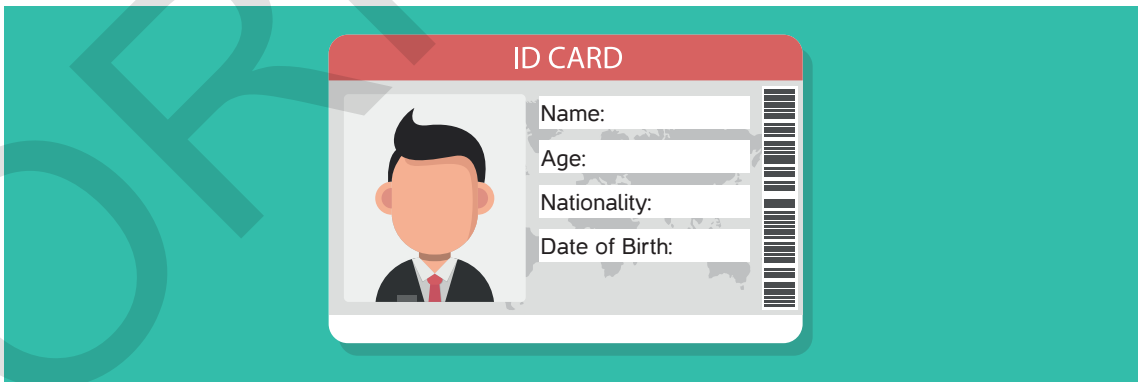 ID CARD
Name:
Age:
Nationality:
Date of Birth: